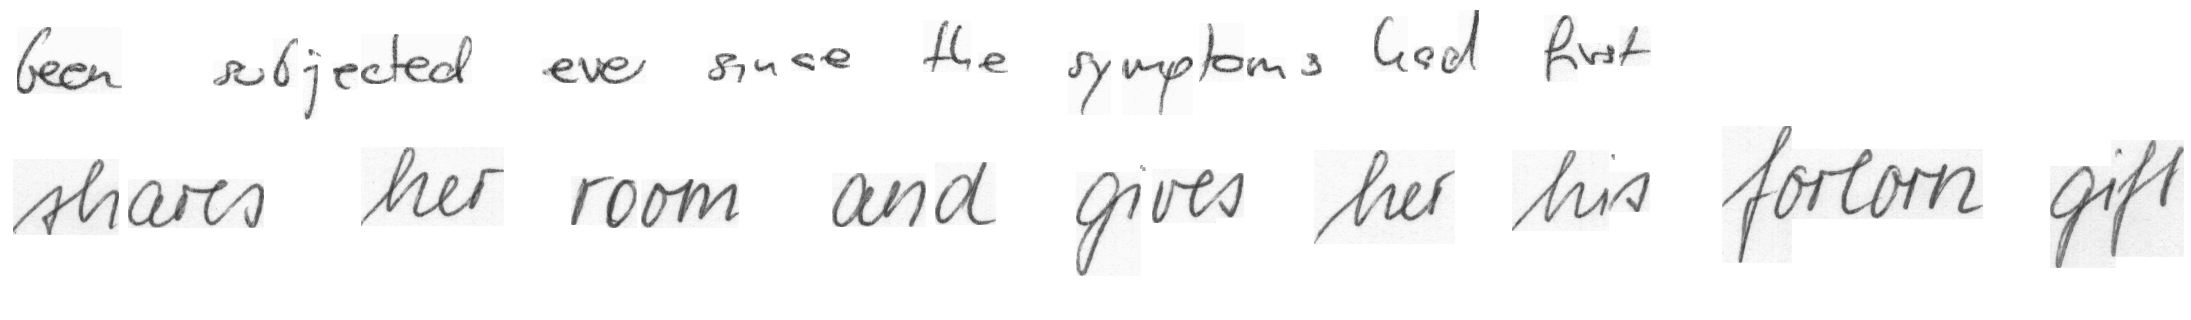 been subjected ever since the symptoms had first
shares her room and gives her his forlorn gift